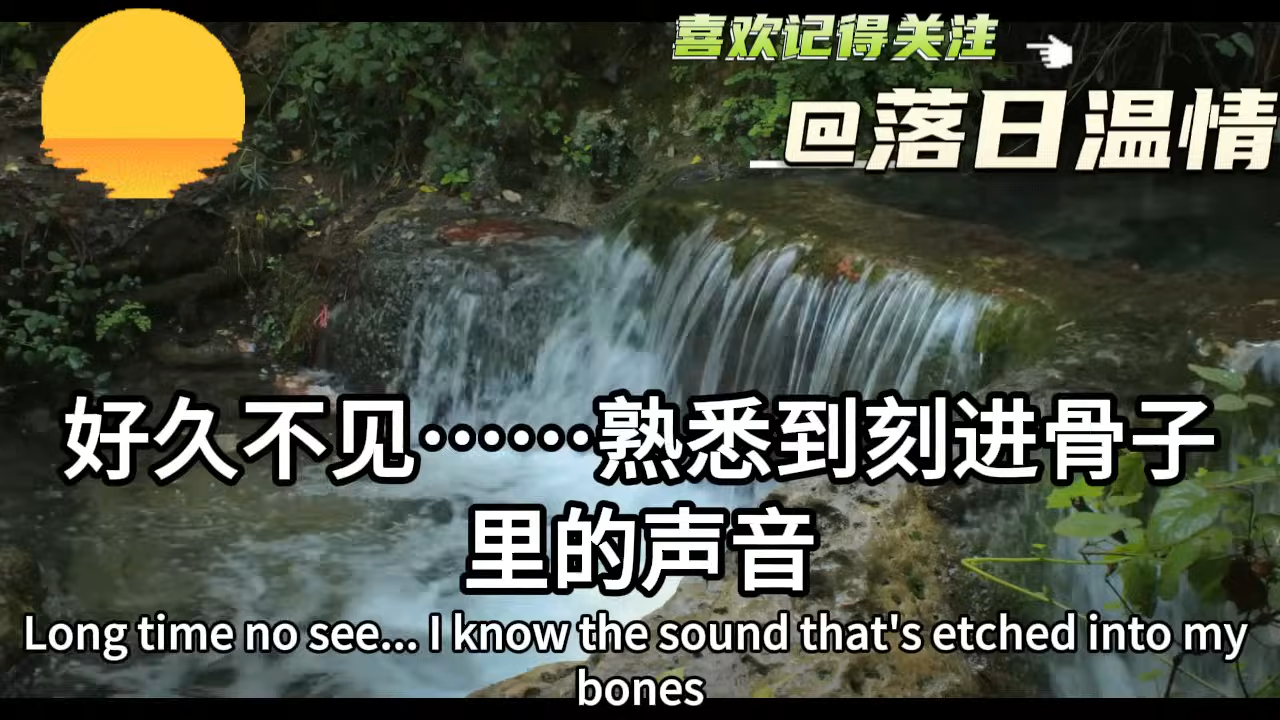 喜欢记得关注
@落日温情
好久不见……熟悉到刻进骨子
里的声音
Long time no see... I know the sound that's etched into my
bones